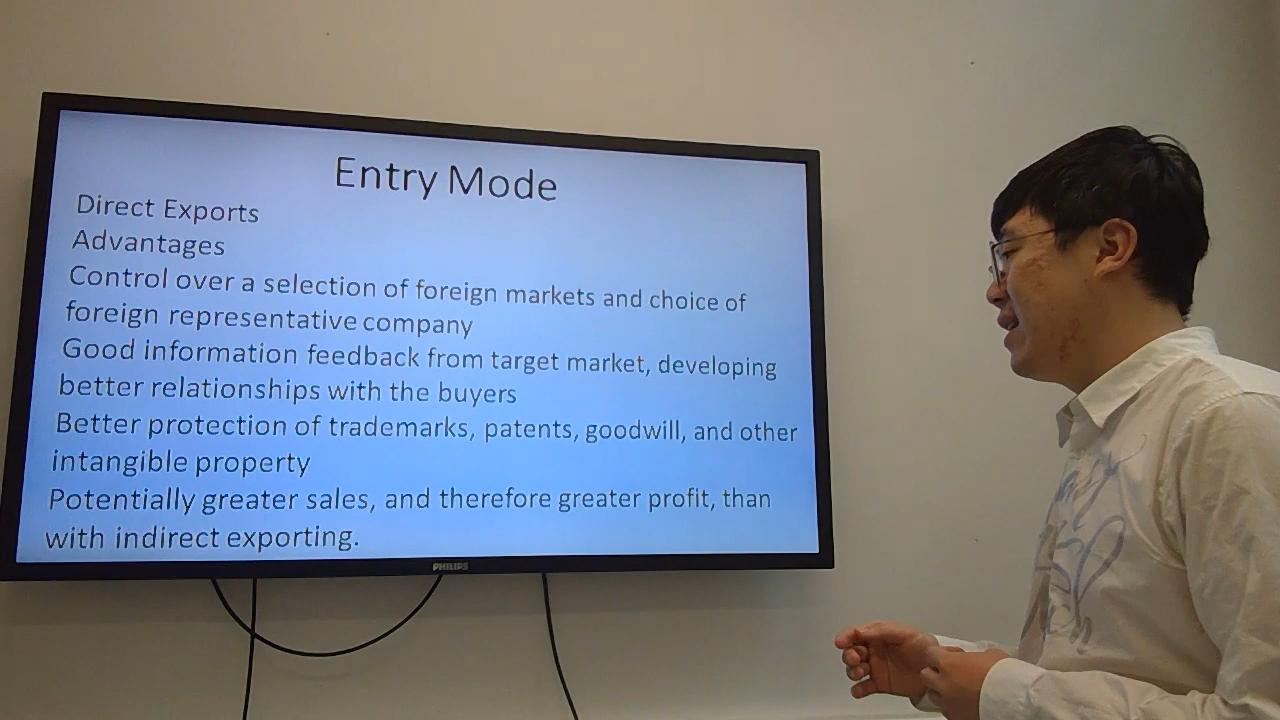 Entry Mode
Direct Exports
Advantages
Control over a selection of foreign markets and choice of
foreign representative company
Good information feedback from target market, developing
better relationships with the buyers
Better protection of trademarks, patents, goodwill, and other
intangible property
Potentially greater sales, and therefore greater profit, than
with indirect exporting.
PHILIPS